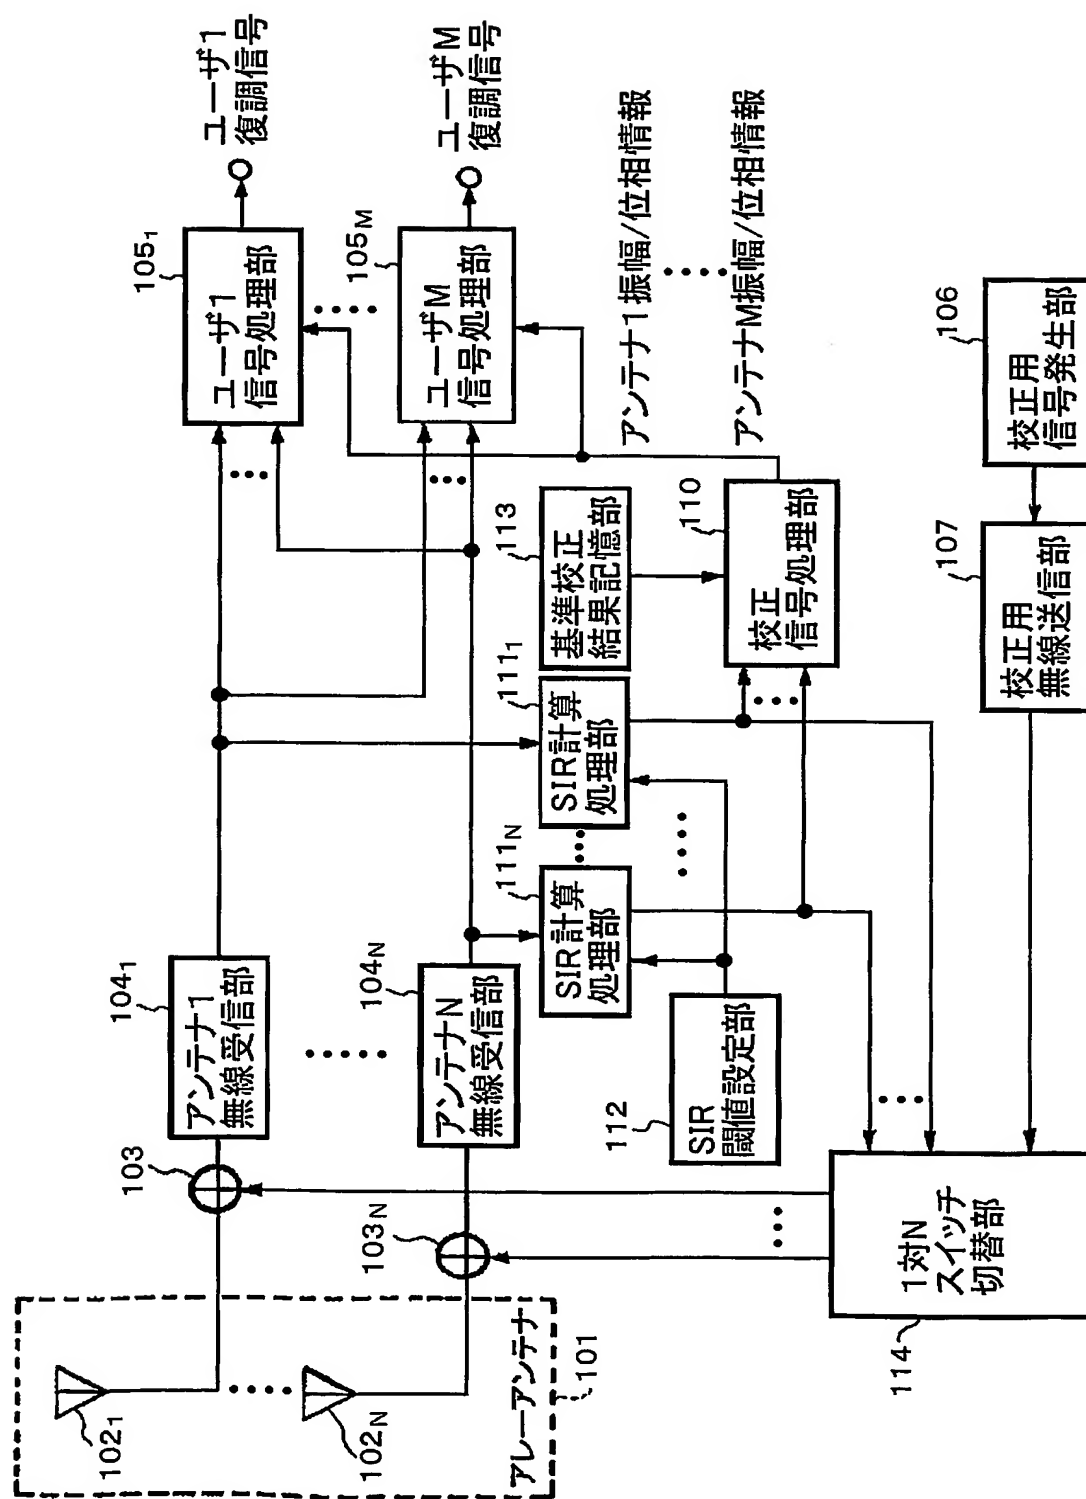 ユーザ1
復調信号
ユーザM
復調信号
105₁
ユーザ1
信号処理部
105M
ユーザM
信号処理部
アンテナ1振幅/位相情報
アンテナM振幅/位相情報
104₁
アンテナ1
無線受信部
104N
アンテナN
無線受信部
103
103N
102₁
102N
アレーアンテナ
101
113
基準校正
結果記憶部
111₁
SIR計算
処理部
111N
SIR計算
処理部
110
校正
信号処理部
112
SIR
閾値設定部
106
校正用
信号発生部
107
校正用
無線送信部
1対N
スイッチ
切替部
114